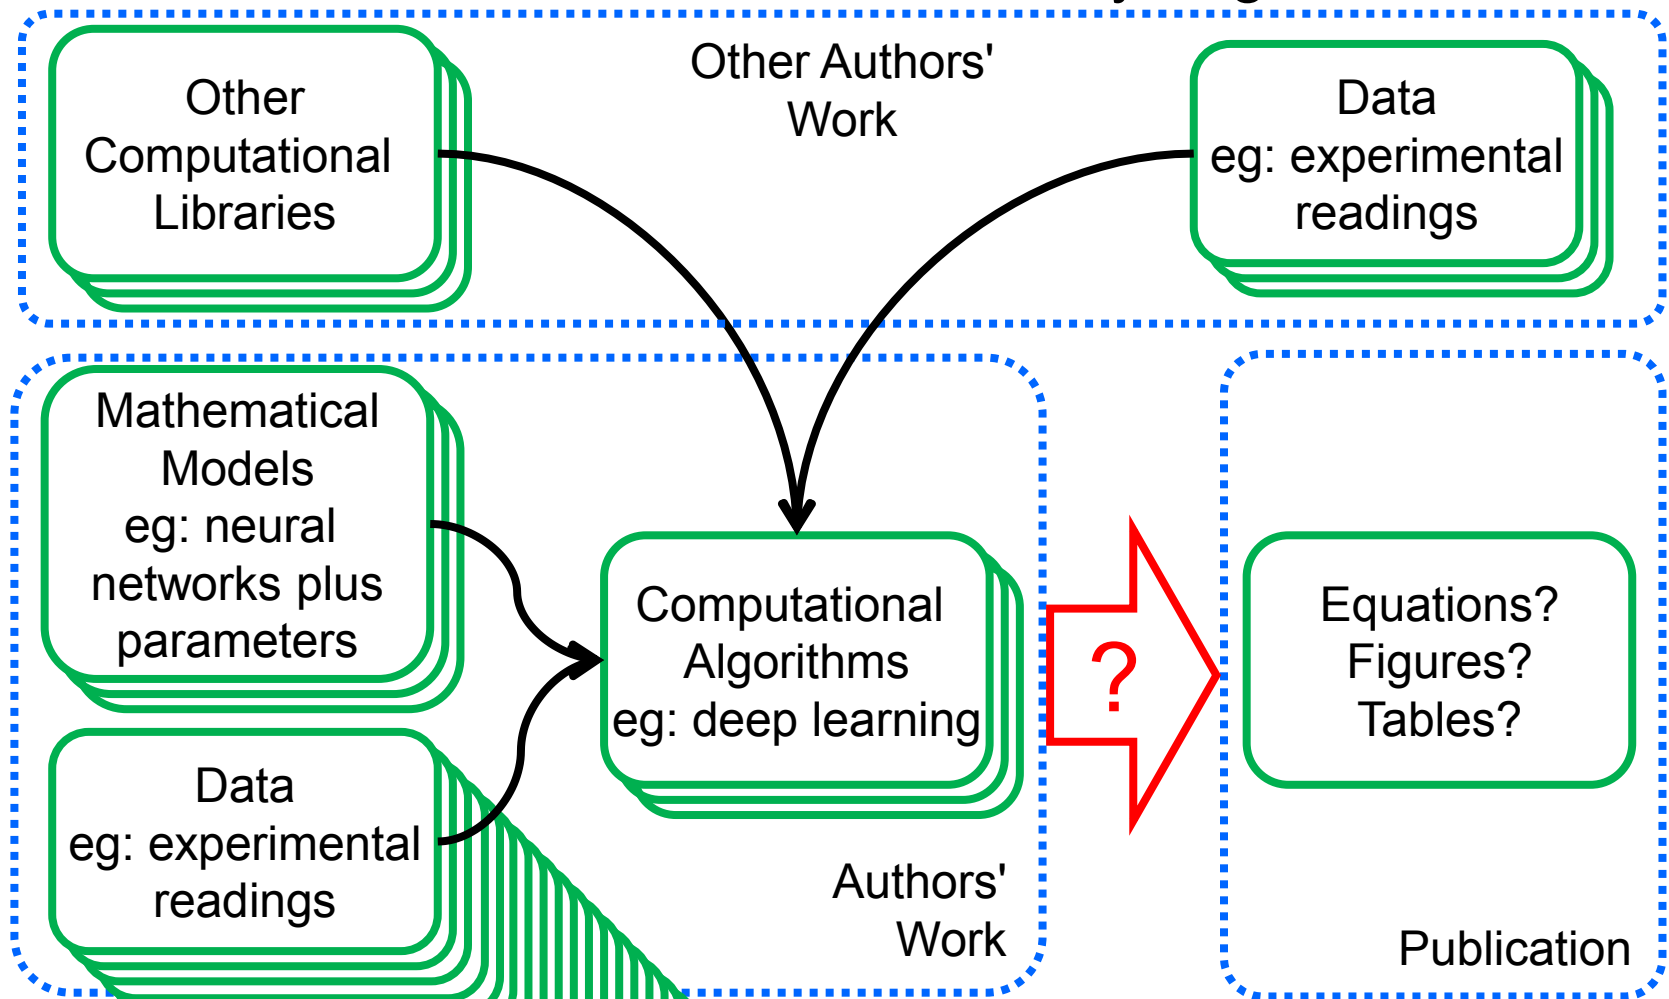 Other Authors'
Work
Other
Computational
Libraries
Data
eg: experimental
readings
Mathematical
Models
eg: neural
networks plus
parameters
Data
eg: experimental
readings
Computational
Algorithms
eg: deep learning
Authors'
Work
?
Equations?
Figures?
Tables?
Publication